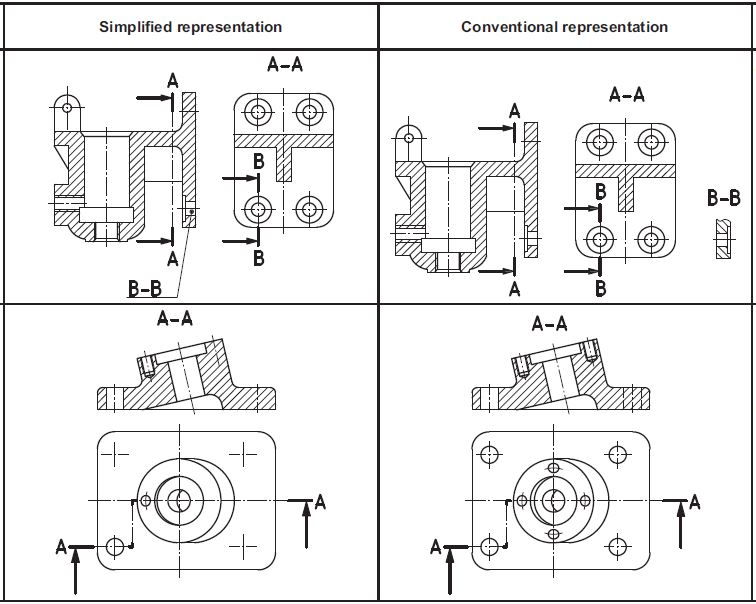 Simplified representation
Conventional representation
A
A-A
B
B
A
B-B
A
A-A
B
B-B
B
A
A-A
A
A
A-A
A
A